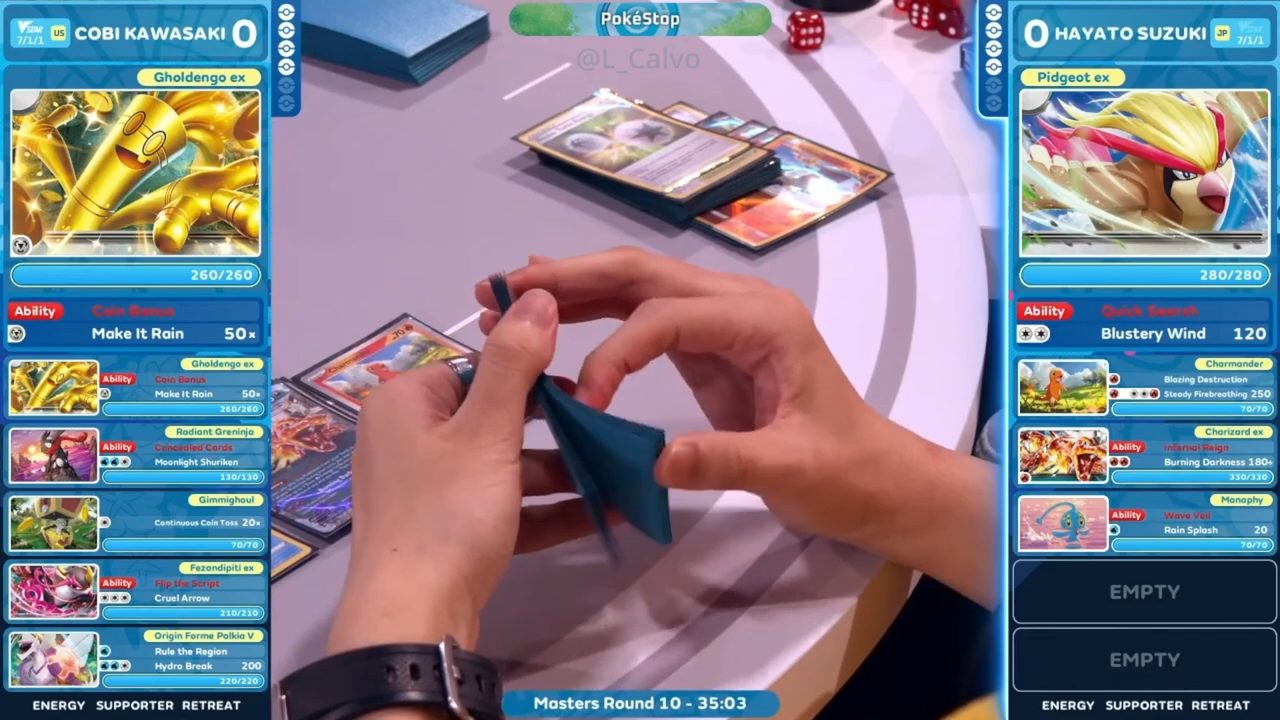 VSTAR
7/1/1
US
COBI KAWASAKI 0
Gholdengo ex
260/260
Ability Coin Bonus
Make It Rain 50×
Gholdengo ex
Ability Coin Bonus
Make It Rain 50×
260/260
Radiant Greninja
Ability Concealed Cards
Moonlight Shuriken
130/130
Gimmighoul
Continuous Coin Toss 20×
70/70
Fezandipiti ex
Ability Flip the Script
Cruel Arrow
210/210
Origin Forme Palkia V
Rule the Region
Hydro Break 200
220/220
ENERGY SUPPORTER RETREAT
PokéStop
@L_Calvo
70
Masters Round 10 - 35:03
0 HAYATO SUZUKI
JP
VSTAR
7/1/1
Pidgeot ex
280/280
Ability Quick Search
Blustery Wind 120
Charmander
Blazing Destruction
Steady Firebreathing 250
70/70
Charizard ex
Ability Infernal Reign
Burning Darkness 180+
330/330
Manaphy
Ability Wave Veil
Rain Splash 20
70/70
EMPTY
EMPTY
ENERGY SUPPORTER RETREAT